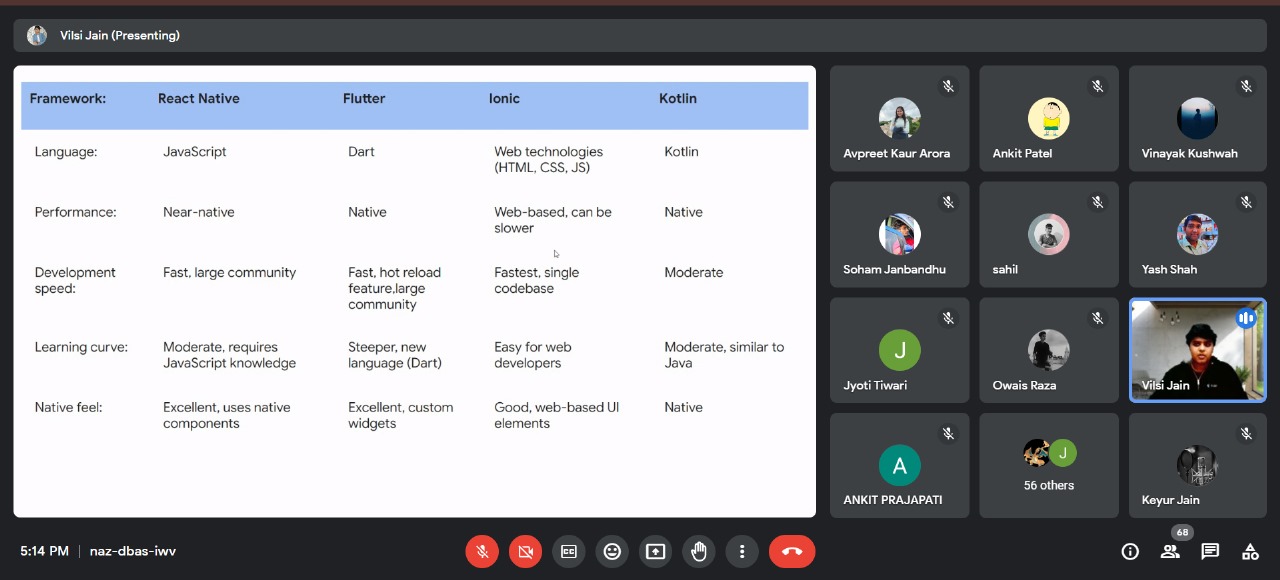 Vilsi Jain (Presenting)
Framework: React Native Flutter Ionic Kotlin
Language: JavaScript Dart Web technologies (HTML, CSS, JS) Kotlin
Performance: Near-native Native Web-based, can be slower Native
Development speed: Fast, large community Fast, hot reload feature,large community Fastest, single codebase Moderate
Learning curve: Moderate, requires JavaScript knowledge Steeper, new language (Dart) Easy for web developers Moderate, similar to Java
Native feel: Excellent, uses native components Excellent, custom widgets Good, web-based UI elements Native
Avpreet Kaur Arora
Ankit Patel
Vinayak Kushwah
Soham Janbandhu
sahil
Yash Shah
J
Jyoti Tiwari
Owais Raza
Vilsi Jain
A
ANKIT PRAJAPATI
J
56 others
Keyur Jain
5:14 PM | naz-dbas-iwv
CC
68